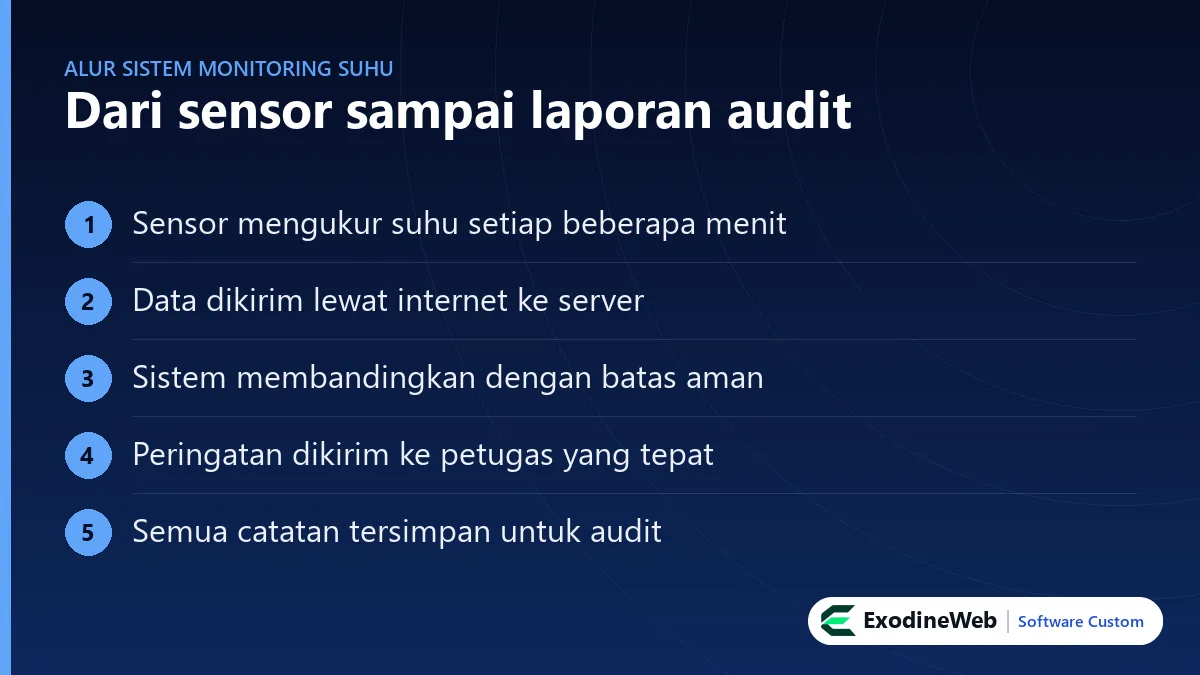 ALUR SISTEM MONITORING SUHU
Dari sensor sampai laporan audit
1 Sensor mengukur suhu setiap beberapa menit
2 Data dikirim lewat internet ke server
3 Sistem membandingkan dengan batas aman
4 Peringatan dikirim ke petugas yang tepat
5 Semua catatan tersimpan untuk audit
ExodineWeb | Software Custom